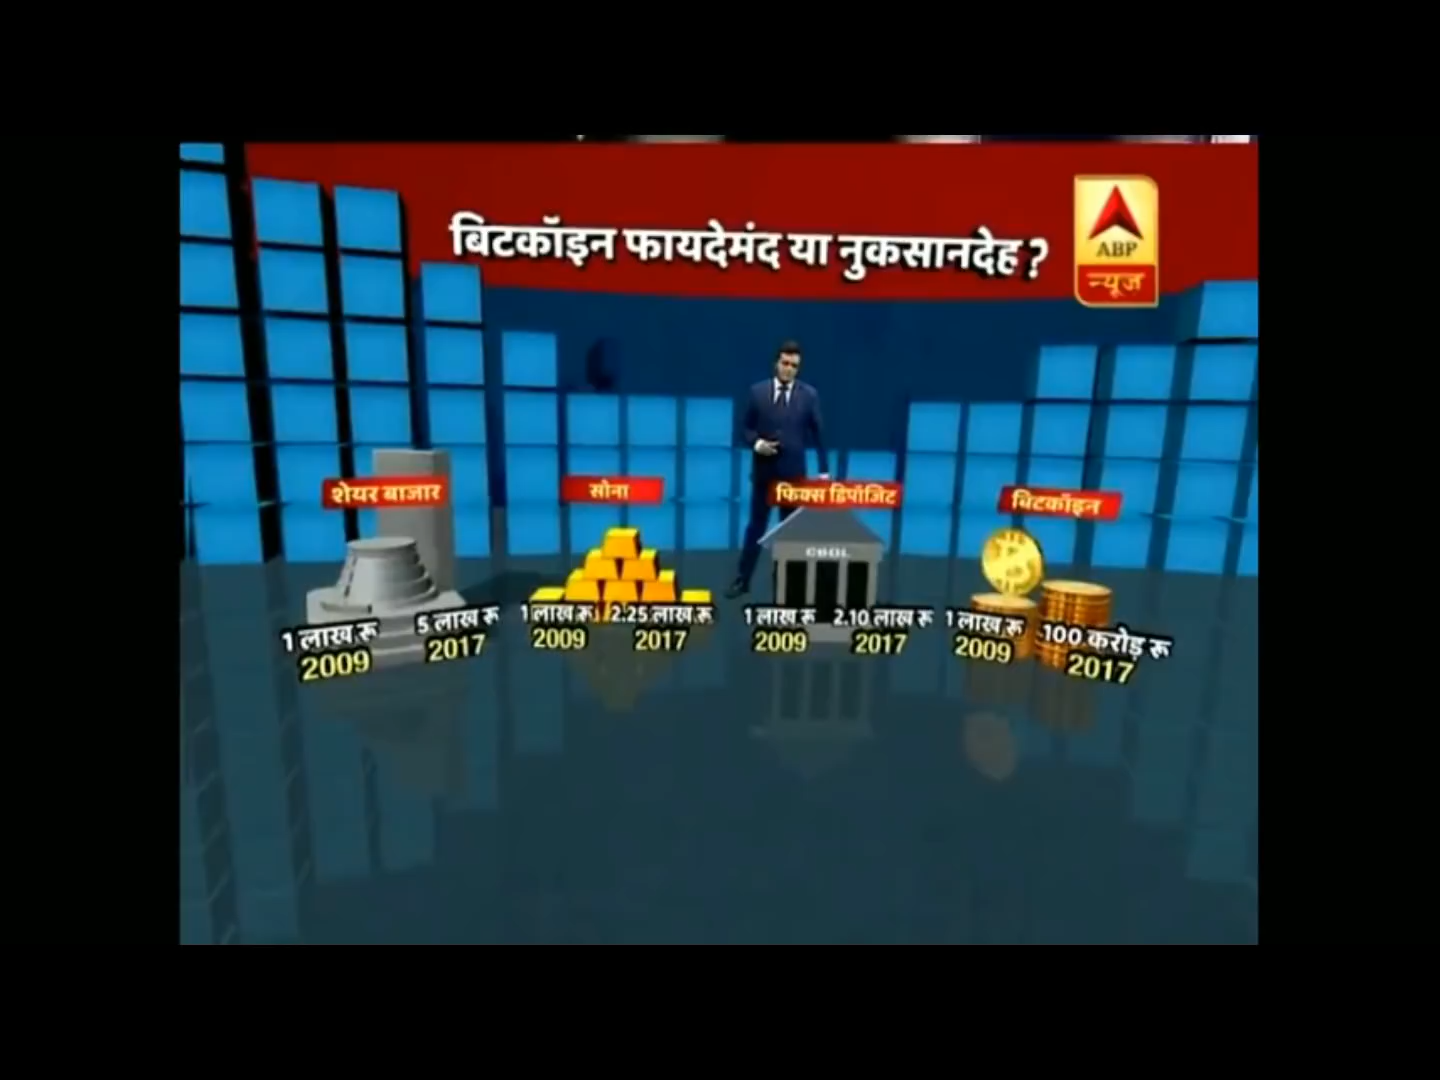 बिटकॉइन फायदेमंद या नुकसानदेह ?
ABP
न्यूज़
शेयर बाजार
सोना
फिक्स डिपॉजिट
बिटकॉइन
1 लाख रू
2009
5 लाख रू
2017
1 लाख रू
2009
2.25 लाख रू
2017
1 लाख रू
2009
2.10 लाख रू
2017
1 लाख रू
2009
100 करोड़ रू
2017